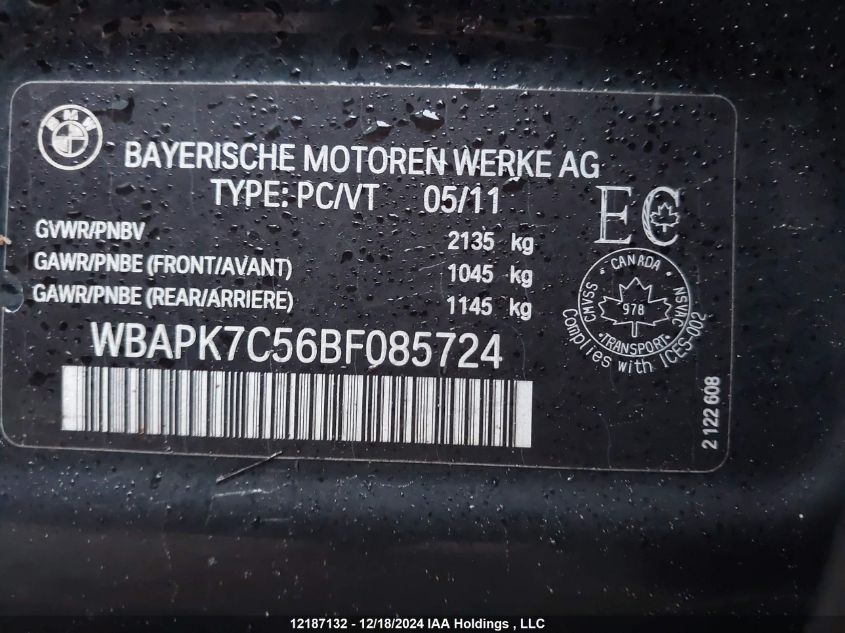 BMW
BAYERISCHE MOTOREN WERKE AG
TYPE: PC/VT 05/11
EC
GVWR/PNBV 2135 kg
GAWR/PNBE (FRONT/AVANT) 1045 kg
GAWR/PNBE (REAR/ARRIERE) 1145 kg
CANADA
CMVSS 978 NSVAC
TRANSPORT
Complies with ICES-002
WBAPK7C56BF085724
2 122 608
12187132 - 12/18/2024 IAA Holdings , LLC